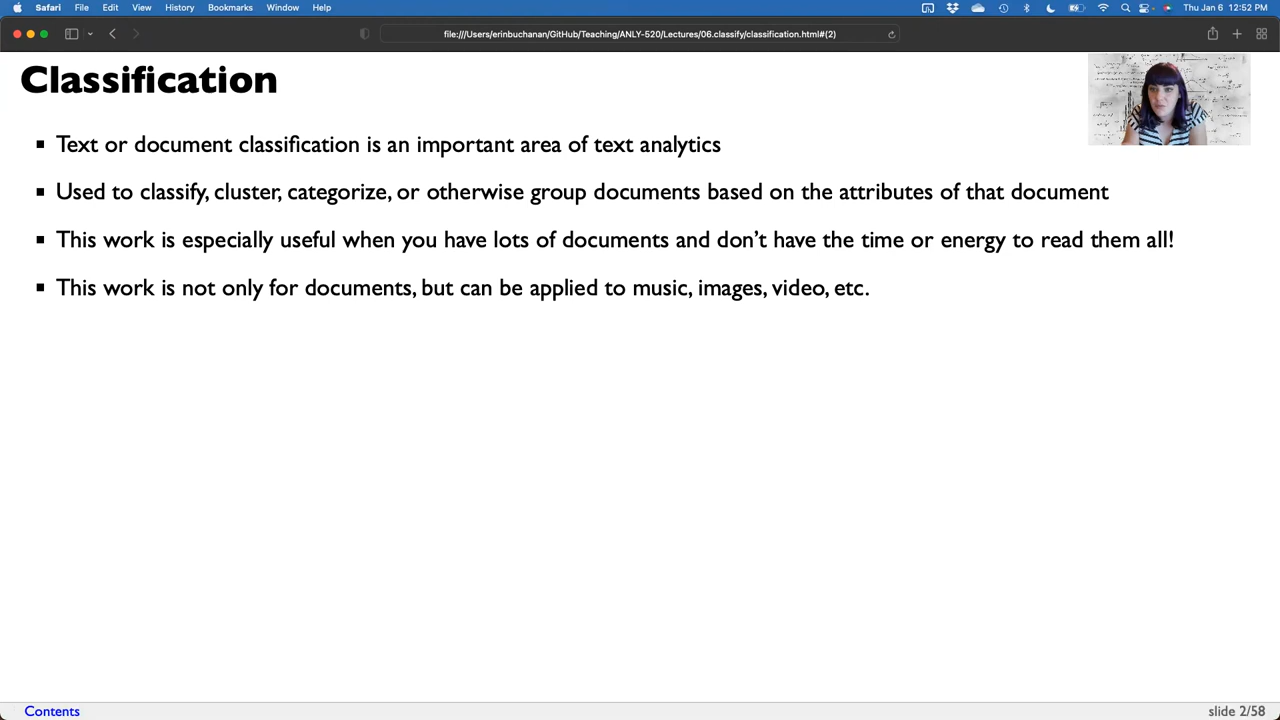 Safari File Edit View History Bookmarks Window Help Thu Jan 6 12:52 PM
file:///Users/erinbuchanan/GitHub/Teaching/ANLY-520/Lectures/06.classify/classification.html#(2)
Classification
Text or document classification is an important area of text analytics
Used to classify, cluster, categorize, or otherwise group documents based on the attributes of that document
This work is especially useful when you have lots of documents and don’t have the time or energy to read them all!
This work is not only for documents, but can be applied to music, images, video, etc.
Contents slide 2/58